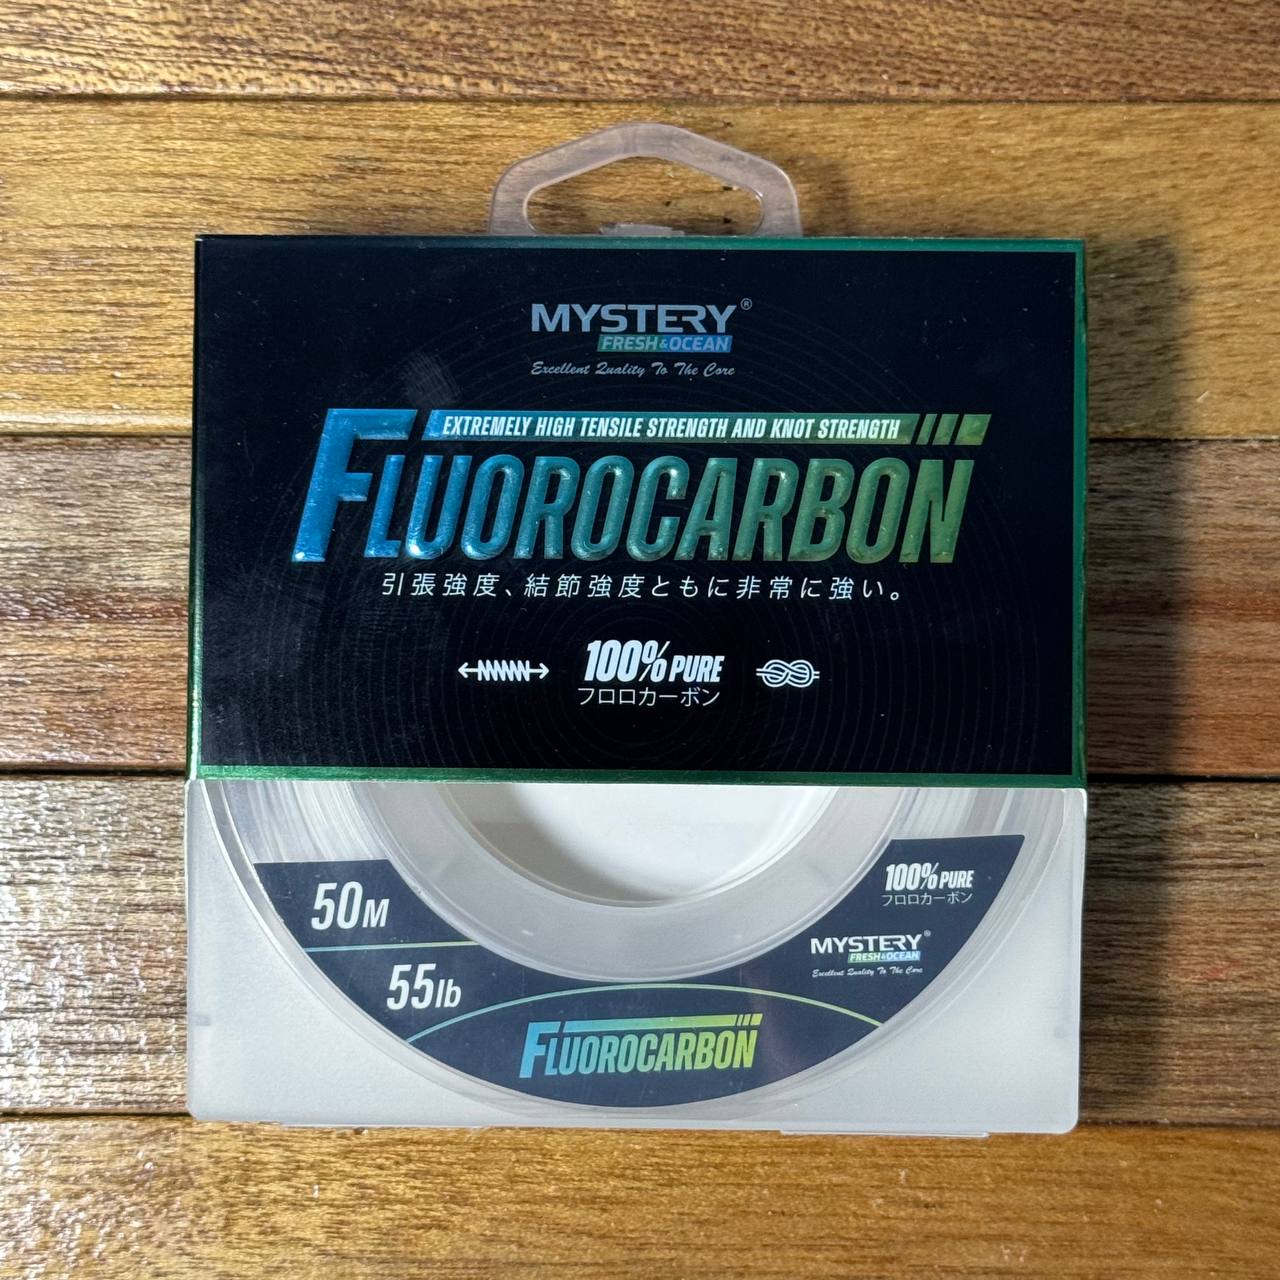 MYSTERY®
FRESH&OCEAN
Excellent Quality To The Core
EXTREMELY HIGH TENSILE STRENGTH AND KNOT STRENGTH
FLUOROCARBON
引張強度、結節強度ともに非常に強い。
100% PURE
フロロカーボン
50M
55lb
100% PURE
フロロカーボン
MYSTERY®
FRESH&OCEAN
Excellent Quality To The Core
FLUOROCARBON